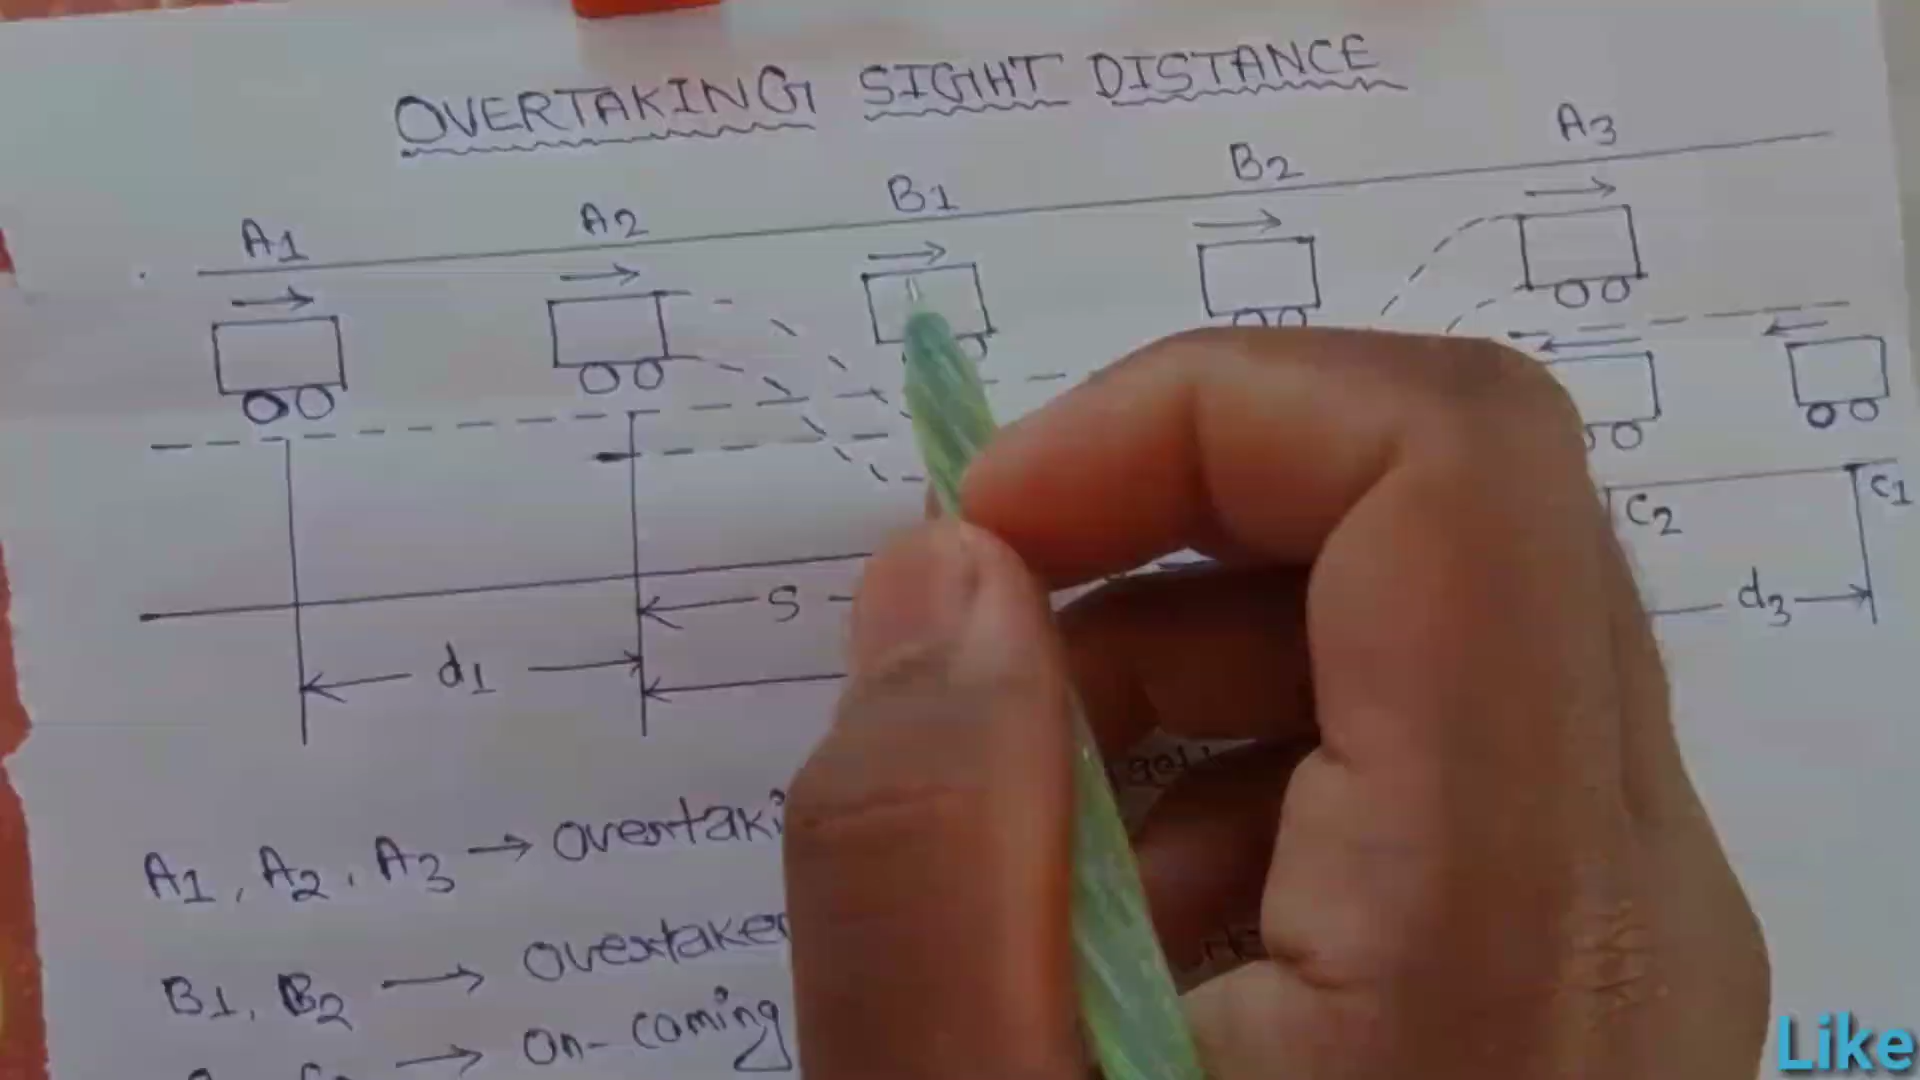 OVERTAKING SIGHT DISTANCE
A1 A2 B1 B2 A3
C2 C1
S
d1 d3
A1, A2, A3 → overtaki
B1, B2 → overtaken
→ on-coming
Like